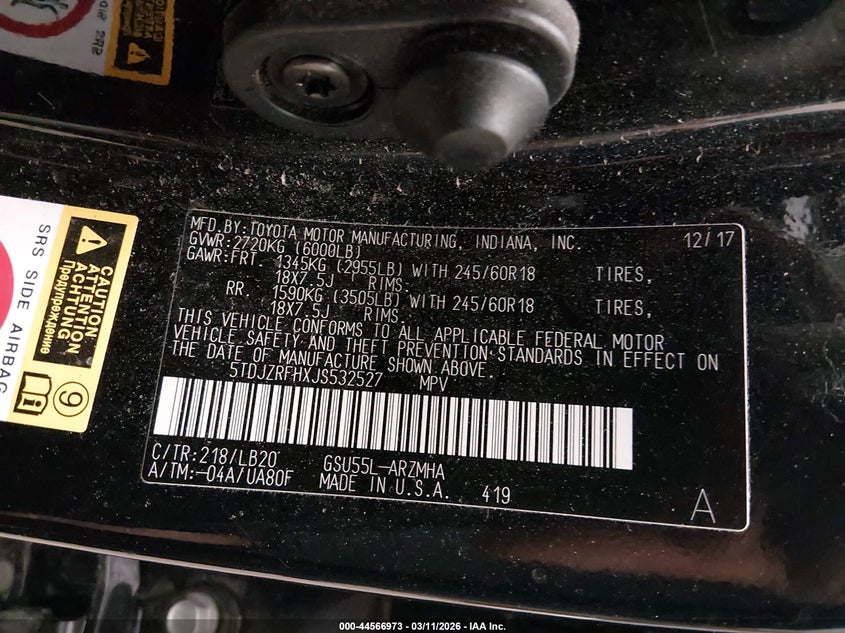 MFD.BY:TOYOTA MOTOR MANUFACTURING, INDIANA, INC. 12/17
GVWR:2720KG (6000LB)
GAWR:FRT. 1345KG (2955LB) WITH 245/60R18 TIRES,
18X7.5J RIMS.
RR. 1590KG (3505LB) WITH 245/60R18 TIRES,
18X7.5J RIMS.
THIS VEHICLE CONFORMS TO ALL APPLICABLE FEDERAL MOTOR
VEHICLE SAFETY AND THEFT PREVENTION STANDARDS IN EFFECT ON
THE DATE OF MANUFACTURE SHOWN ABOVE.
5TDJZRFHXJS532527 MPV
C/TR:218/LB20 GSU55L-ARZMHA
A/TM:-04A/UA80F MADE IN U.S.A. 419
A
SRS SIDE AIRBAG
CAUTION
ATTENTION
ACHTUNG
Предупреждение
9
000-44566973 - 03/11/2026 - IAA Inc.